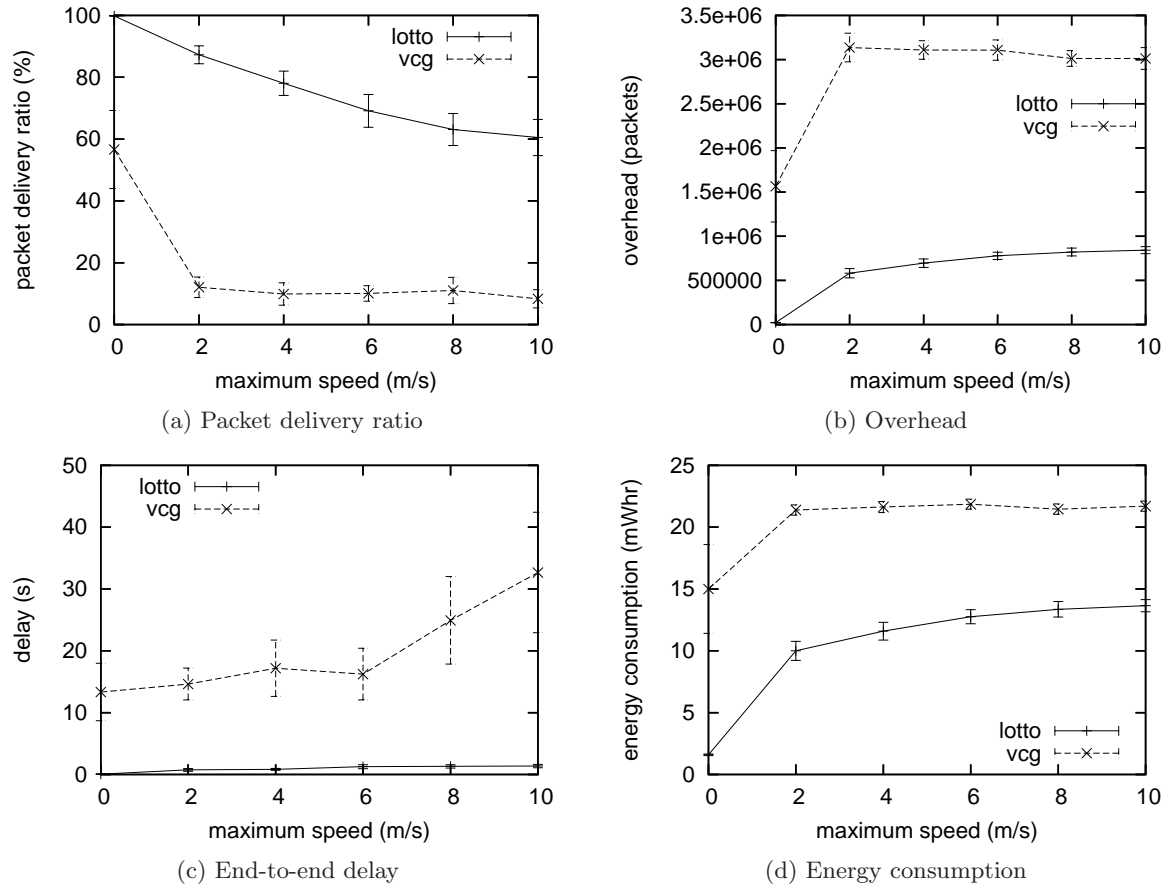 100
80
60
40
20
0
packet delivery ratio (%)
lotto
vcg
0 2 4 6 8 10
maximum speed (m/s)
(a) Packet delivery ratio
3.5e+06
3e+06
2.5e+06
2e+06
1.5e+06
1e+06
500000
overhead (packets)
lotto
vcg
0 2 4 6 8 10
maximum speed (m/s)
(b) Overhead
50
40
30
20
10
0
delay (s)
lotto
vcg
0 2 4 6 8 10
maximum speed (m/s)
(c) End-to-end delay
25
20
15
10
5
0
energy consumption (mWhr)
lotto
vcg
0 2 4 6 8 10
maximum speed (m/s)
(d) Energy consumption